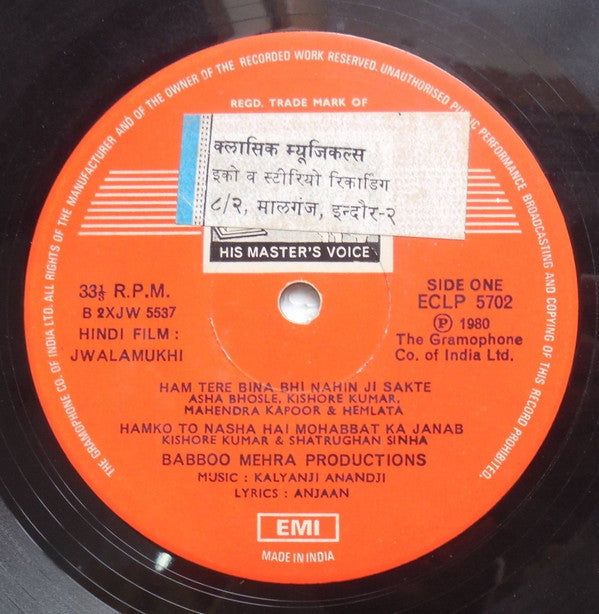 THE GRAMOPHONE CO. OF INDIA LTD. ALL RIGHTS OF THE MANUFACTURER AND OF THE OWNER OF THE RECORDED WORK RESERVED. UNAUTHORISED PUBLIC PERFORMANCE BROADCASTING AND COPYING OF THIS RECORD PROHIBITED.
REGD. TRADE MARK OF
क्लासिक म्यूजिकल्स
इको व स्टीरियो रिकार्डिंग
८/२, मालगंज, इन्दौर-२
HIS MASTER'S VOICE
33⅓ R.P.M.
B 2XJW 5537
HINDI FILM :
JWALAMUKHI
SIDE ONE
ECLP 5702
Ⓟ 1980
The Gramophone
Co. of India Ltd.
HAM TERE BINA BHI NAHIN JI SAKTE
ASHA BHOSLE, KISHORE KUMAR,
MAHENDRA KAPOOR & HEMLATA
HAMKO TO NASHA HAI MOHABBAT KA JANAB
KISHORE KUMAR & SHATRUGHAN SINHA
BABBOO MEHRA PRODUCTIONS
MUSIC : KALYANJI ANANDJI
LYRICS : ANJAAN
EMI
MADE IN INDIA